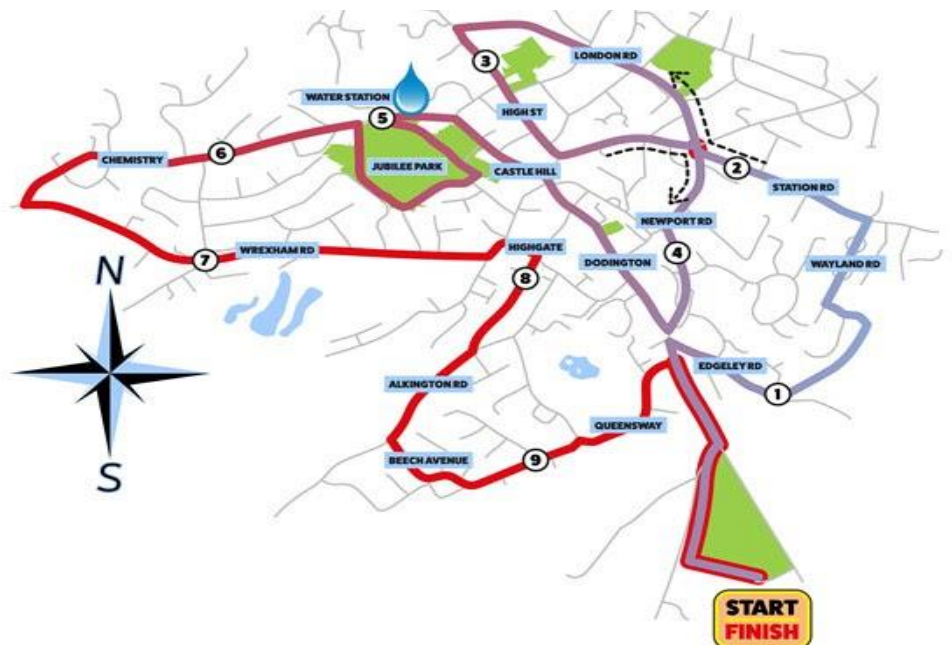 LONDON RD
3
WATER STATION
HIGH ST
5
6
CHEMISTRY
JUBILEE PARK
CASTLE HILL
2
STATION RD
NEWPORT RD
WREXHAM RD
7
HIGHGATE
DODINGTON
4
WAYLAND RD
N
8
EDGELEY RD
ALKINGTON RD
1
QUEENSWAY
BEECH AVENUE
9
S
START
FINISH